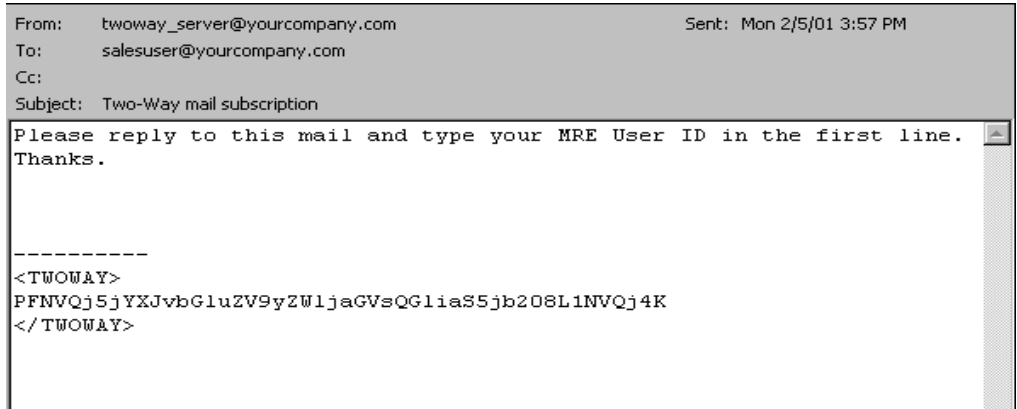 From: twoway_server@yourcompany.com Sent: Mon 2/5/01 3:57 PM
To: salesuser@yourcompany.com
Cc:
Subject: Two-Way mail subscription
Please reply to this mail and type your MRE User ID in the first line.
Thanks.
----------
<TWOWAY>
PFNVQj5jYXJvbGluZV9yZWljaGVsQGliaS5jb208L1NVQj4K
</TWOWAY>